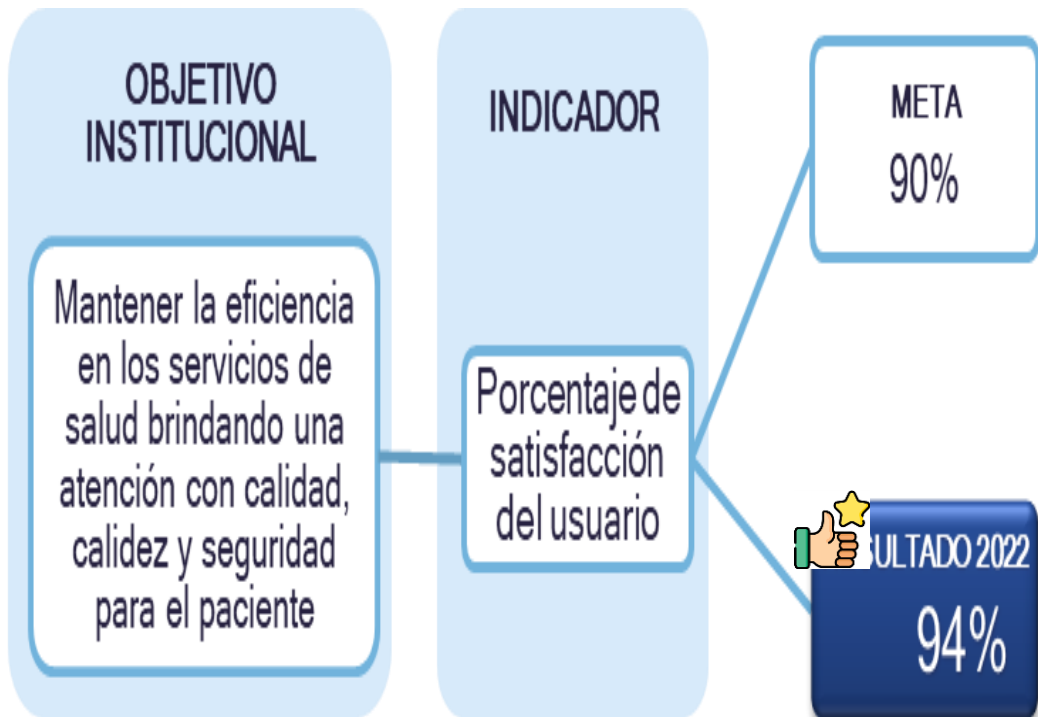 OBJETIVO
INSTITUCIONAL
Mantener la eficiencia
en los servicios de
salud brindando una
atención con calidad,
calidez y seguridad
para el paciente
INDICADOR
Porcentaje de
satisfacción
del usuario
META
90%
SULTADO 2022
94%